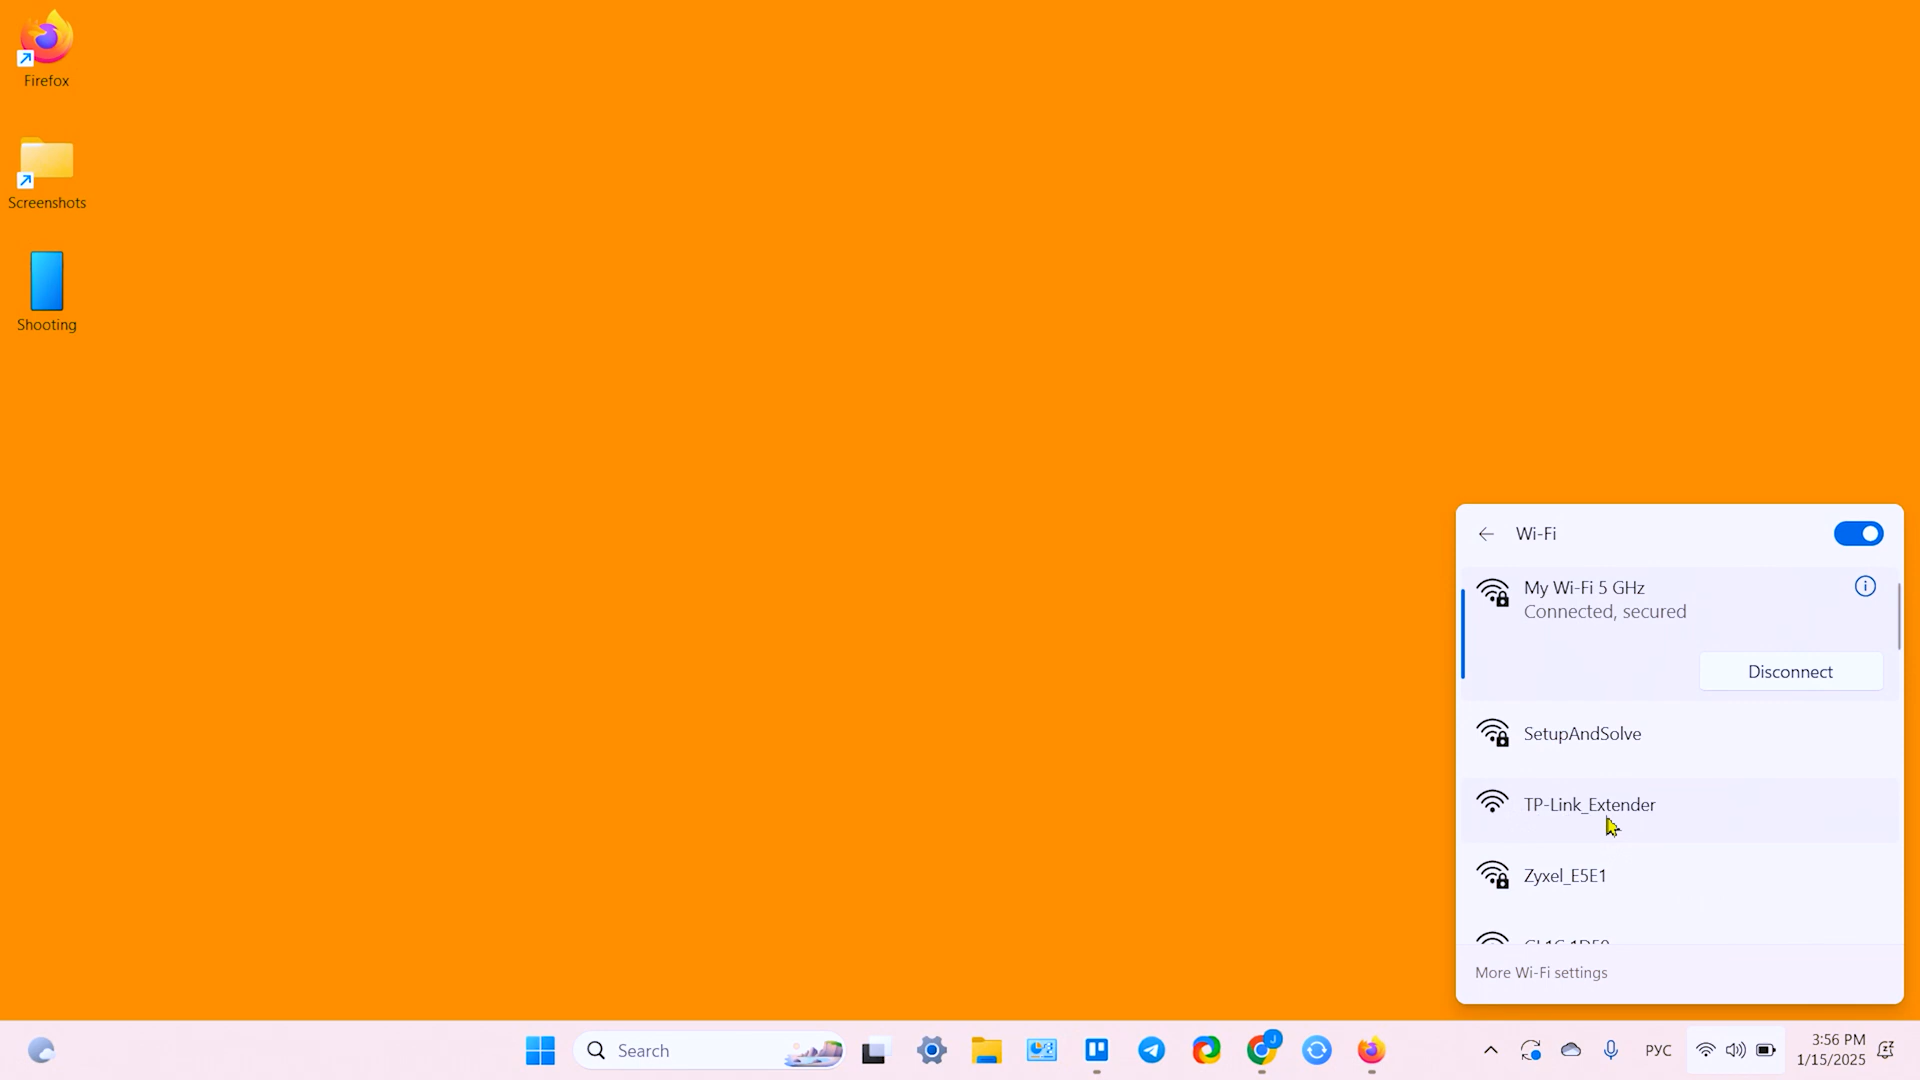 Firefox
Screenshots
Shooting
Wi-Fi
My Wi-Fi 5 GHz
Connected, secured
Disconnect
SetupAndSolve
TP-Link_Extender
Zyxel_E5E1
More Wi-Fi settings
Search
J
РУС
3:56 PM
1/15/2025